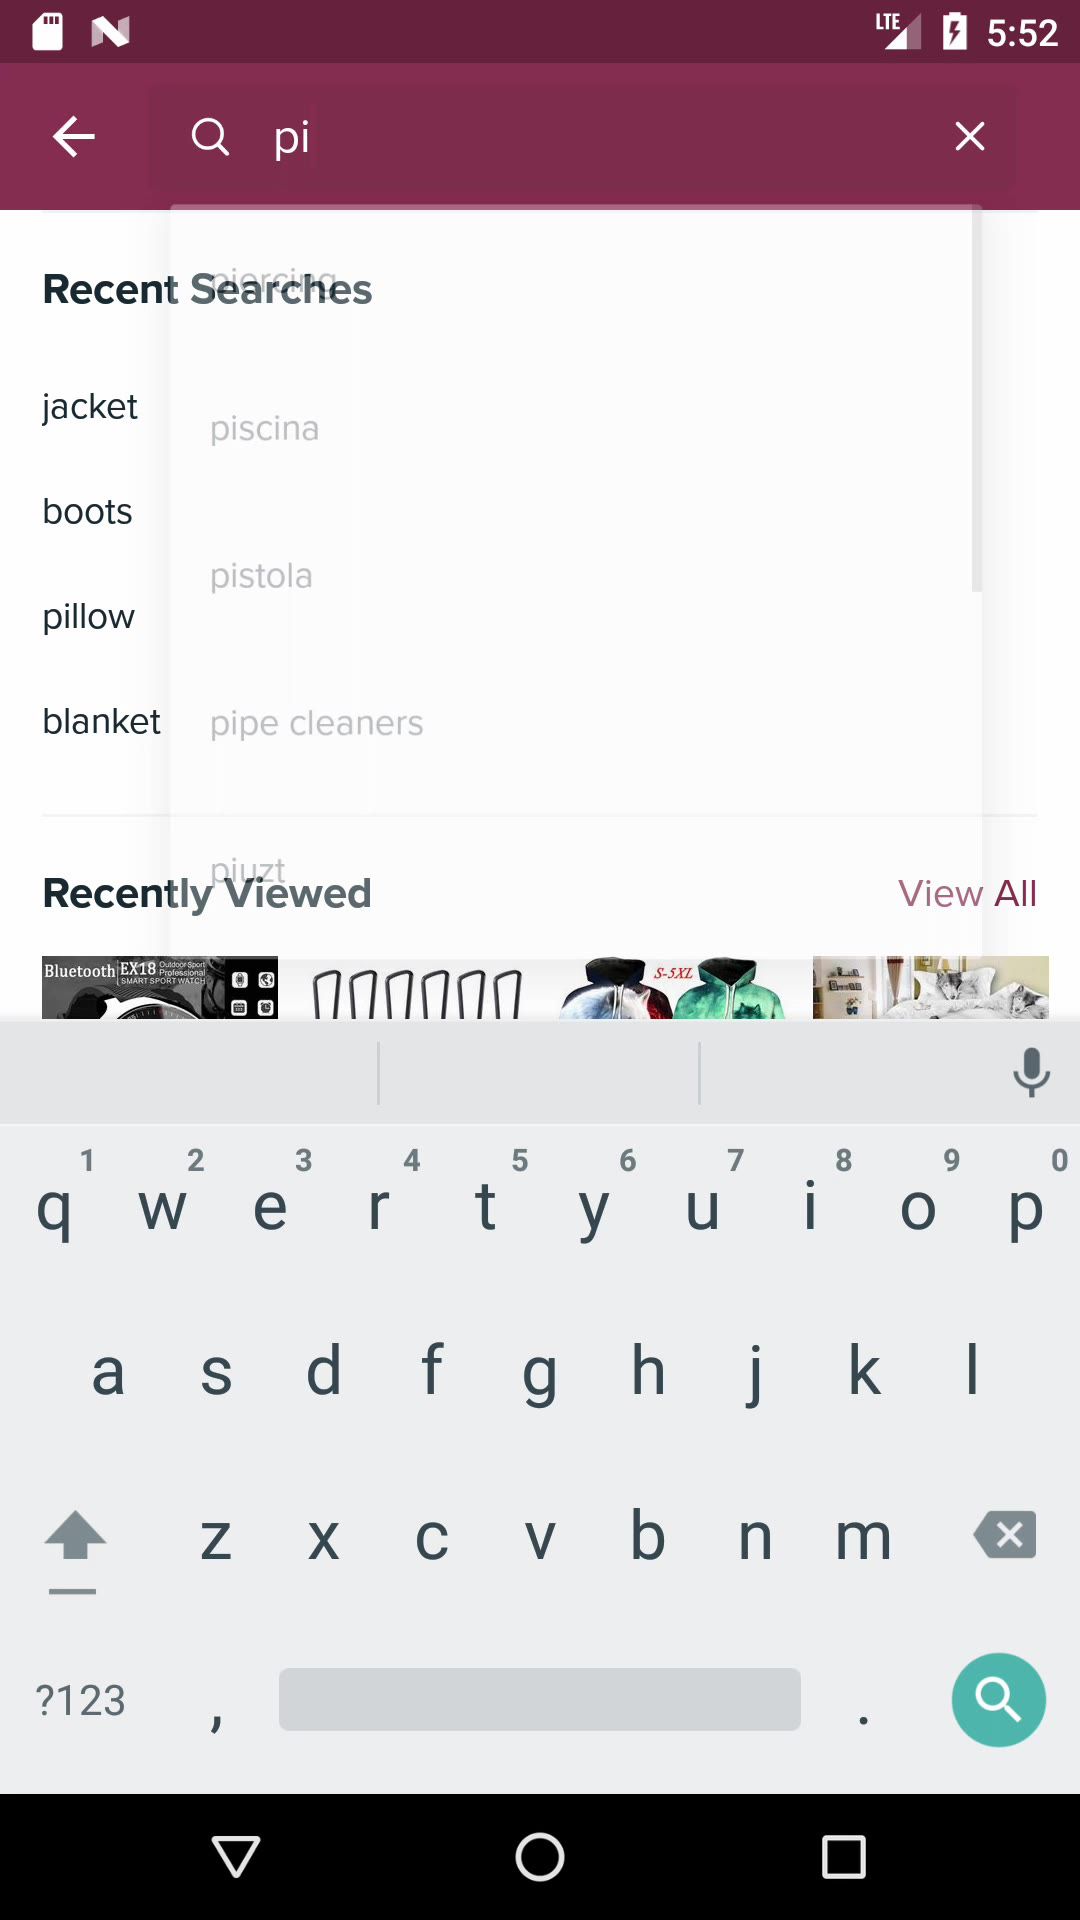 LTE 5:52
pi
Recent Searches
piercing
jacket
piscina
boots
pistola
pillow
blanket
pipe cleaners
piuzt
Recently Viewed
View All
Bluetooth EX18 Outdoor Sport
Professional
SMART SPORT WATCH
S-5XL
1 2 3 4 5 6 7 8 9 0
q w e r t y u i o p
a s d f g h j k l
z x c v b n m
?123 , .